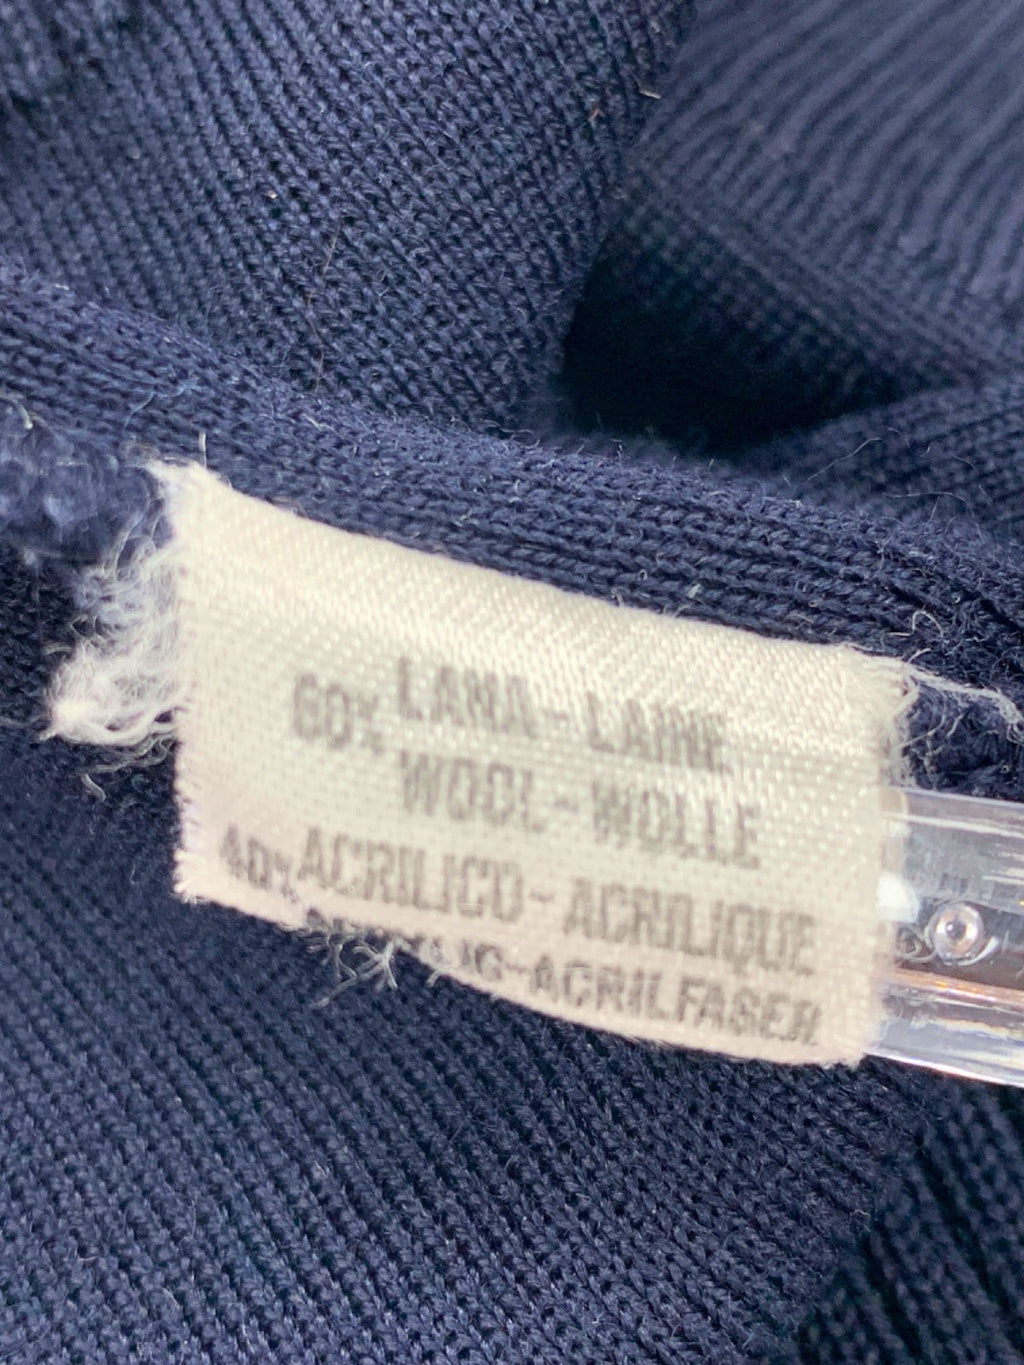 60% LANA - LAINE
WOOL - WOLLE
40% ACRILICO - ACRILIQUE
-ACRILFASER